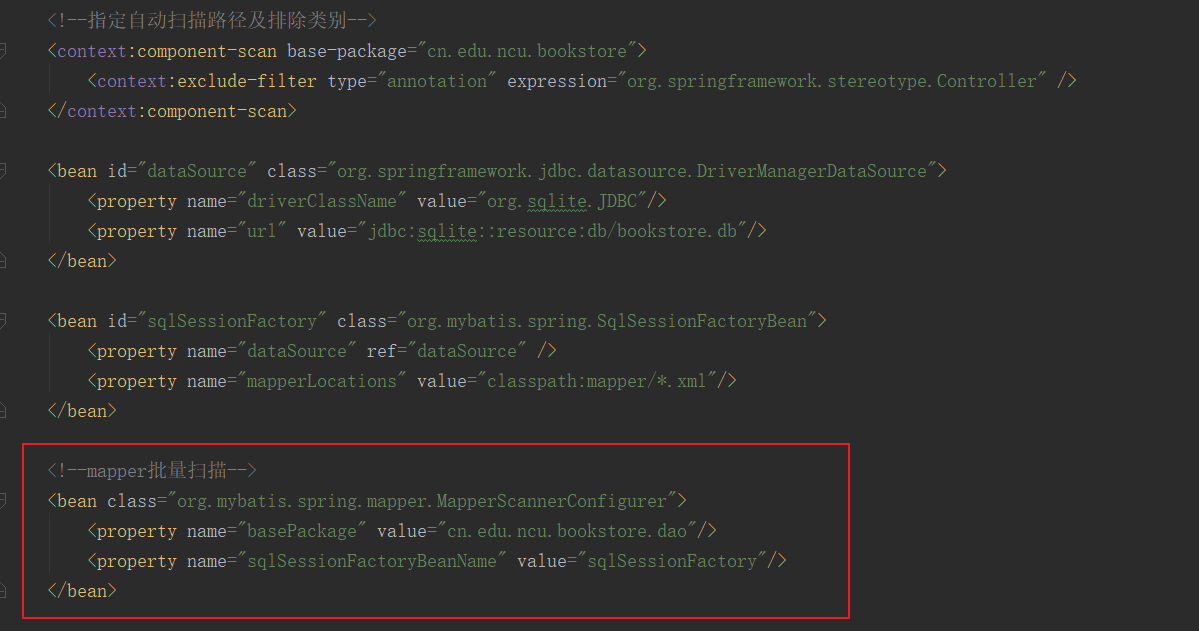 <!--指定自动扫描路径及排除类别-->
<context:component-scan base-package="cn.edu.ncu.bookstore">
<context:exclude-filter type="annotation" expression="org.springframework.stereotype.Controller" />
</context:component-scan>
<bean id="dataSource" class="org.springframework.jdbc.datasource.DriverManagerDataSource">
<property name="driverClassName" value="org.sqlite.JDBC"/>
<property name="url" value="jdbc:sqlite::resource:db/bookstore.db"/>
</bean>
<bean id="sqlSessionFactory" class="org.mybatis.spring.SqlSessionFactoryBean">
<property name="dataSource" ref="dataSource" />
<property name="mapperLocations" value="classpath:mapper/*.xml"/>
</bean>
<!--mapper批量扫描-->
<bean class="org.mybatis.spring.mapper.MapperScannerConfigurer">
<property name="basePackage" value="cn.edu.ncu.bookstore.dao"/>
<property name="sqlSessionFactoryBeanName" value="sqlSessionFactory"/>
</bean>